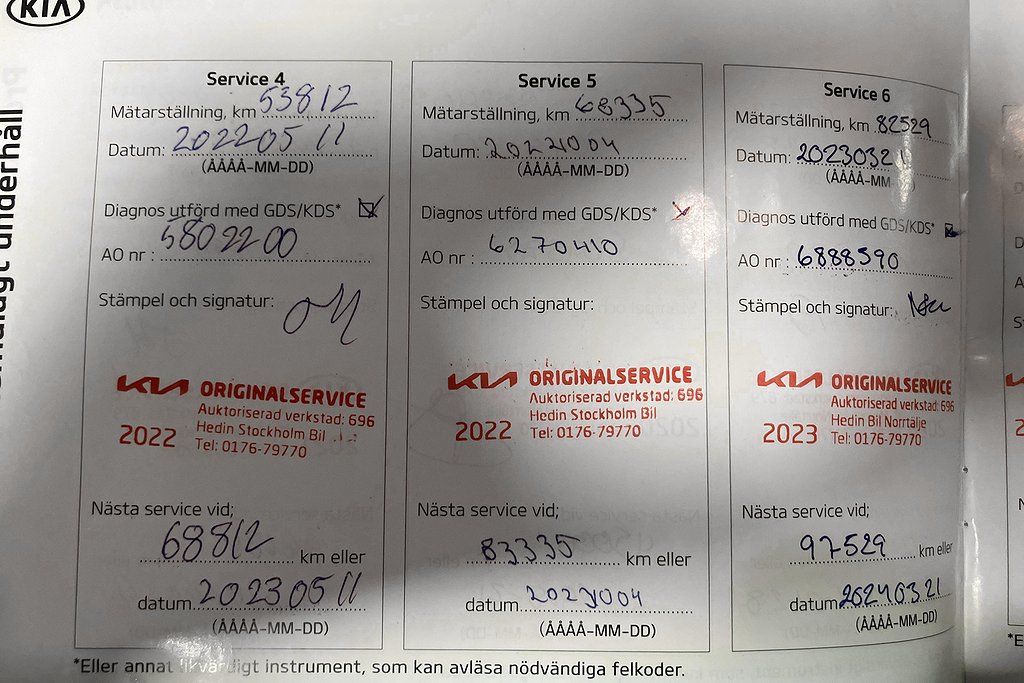 KIA
Service 4
Mätarställning, km 53812
Datum: 20220511
(ÅÅÅÅ-MM-DD)
Diagnos utförd med GDS/KDS*
AO nr : 5802200
Stämpel och signatur:
KIA ORIGINALSERVICE
Auktoriserad verkstad: 696
Hedin Stockholm Bil
2022 Tel: 0176-79770
Nästa service vid;
68812 km eller
datum 20230511
(ÅÅÅÅ-MM-DD)
Service 5
Mätarställning, km 68335
Datum: 20221004
(ÅÅÅÅ-MM-DD)
Diagnos utförd med GDS/KDS*
AO nr : 6270410
Stämpel och signatur:
KIA ORIGINALSERVICE
Auktoriserad verkstad: 696
Hedin Stockholm Bil
2022 Tel: 0176-79770
Nästa service vid;
83335 km eller
datum 20231004
(ÅÅÅÅ-MM-DD)
Service 6
Mätarställning, km 82529
Datum: 20230321
(ÅÅÅÅ-MM-DD)
Diagnos utförd med GDS/KDS*
AO nr : 6888590
Stämpel och signatur:
KIA ORIGINALSERVICE
Auktoriserad verkstad: 696
Hedin Bil Norrtälje
2023 Tel: 0176-79770
Nästa service vid;
97529 km eller
datum 20240321
(ÅÅÅÅ-MM-DD)
*Eller annat likvärdigt instrument, som kan avläsa nödvändiga felkoder.
underhåll